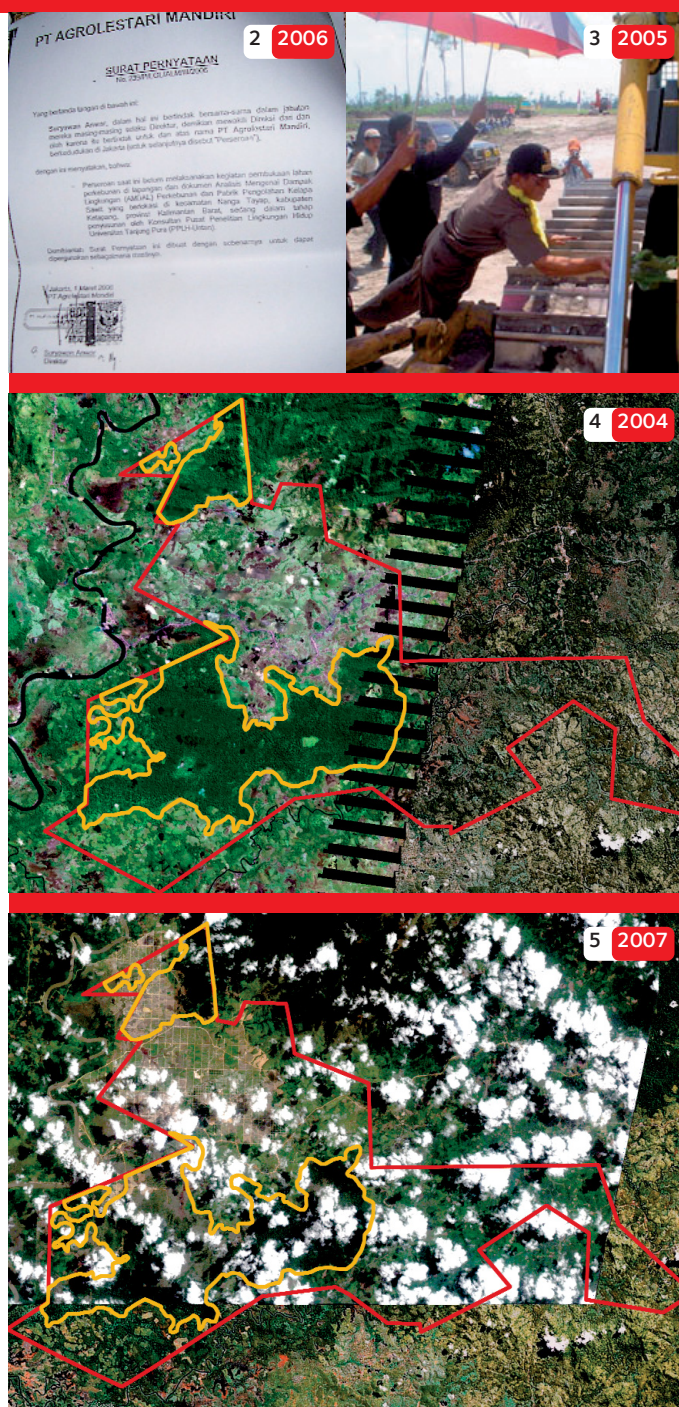 PT AGROLESTARI MANDIRI
2 2006
SURAT PERNYATAAN
Yang bertanda tangan di bawah ini:
Suryawan Anwar, dalam hal ini bertindak bersama-sama dalam jabatan
mereka masing-masing selaku Direktur, demikian mewakili Direksi dari dan
oleh karena itu bertindak untuk dan atas nama PT Agrolestari Mandiri,
berkedudukan di Jakarta (untuk selanjutnya disebut "Perseroan").
dengan ini menyatakan, bahwa:
- Perseroan saat ini belum melaksanakan kegiatan pembukaan lahan
perkebunan di lapangan dan dokumen Analisis Mengenai Dampak
Lingkungan (AMDAL) Perkebunan dan Pabrik Pengolahan Kelapa
Sawit yang berlokasi di kecamatan Nanga Tayap, kabupaten
Ketapang, provinsi Kalimantan Barat, sedang dalam tahap
penyusunan oleh Konsultan Pusat Penelitian Lingkungan Hidup
Universitas Tanjung Pura (PPLH-Untan).
Demikianlah Surat Pernyataan ini dibuat dengan sebenarnya untuk dapat
dipergunakan sebagaimana mestinya.
Jakarta, 1 Maret 2006
PT Agrolestari Mandiri
Suryawan Anwar
Direktur
3 2005
4 2004
5 2007